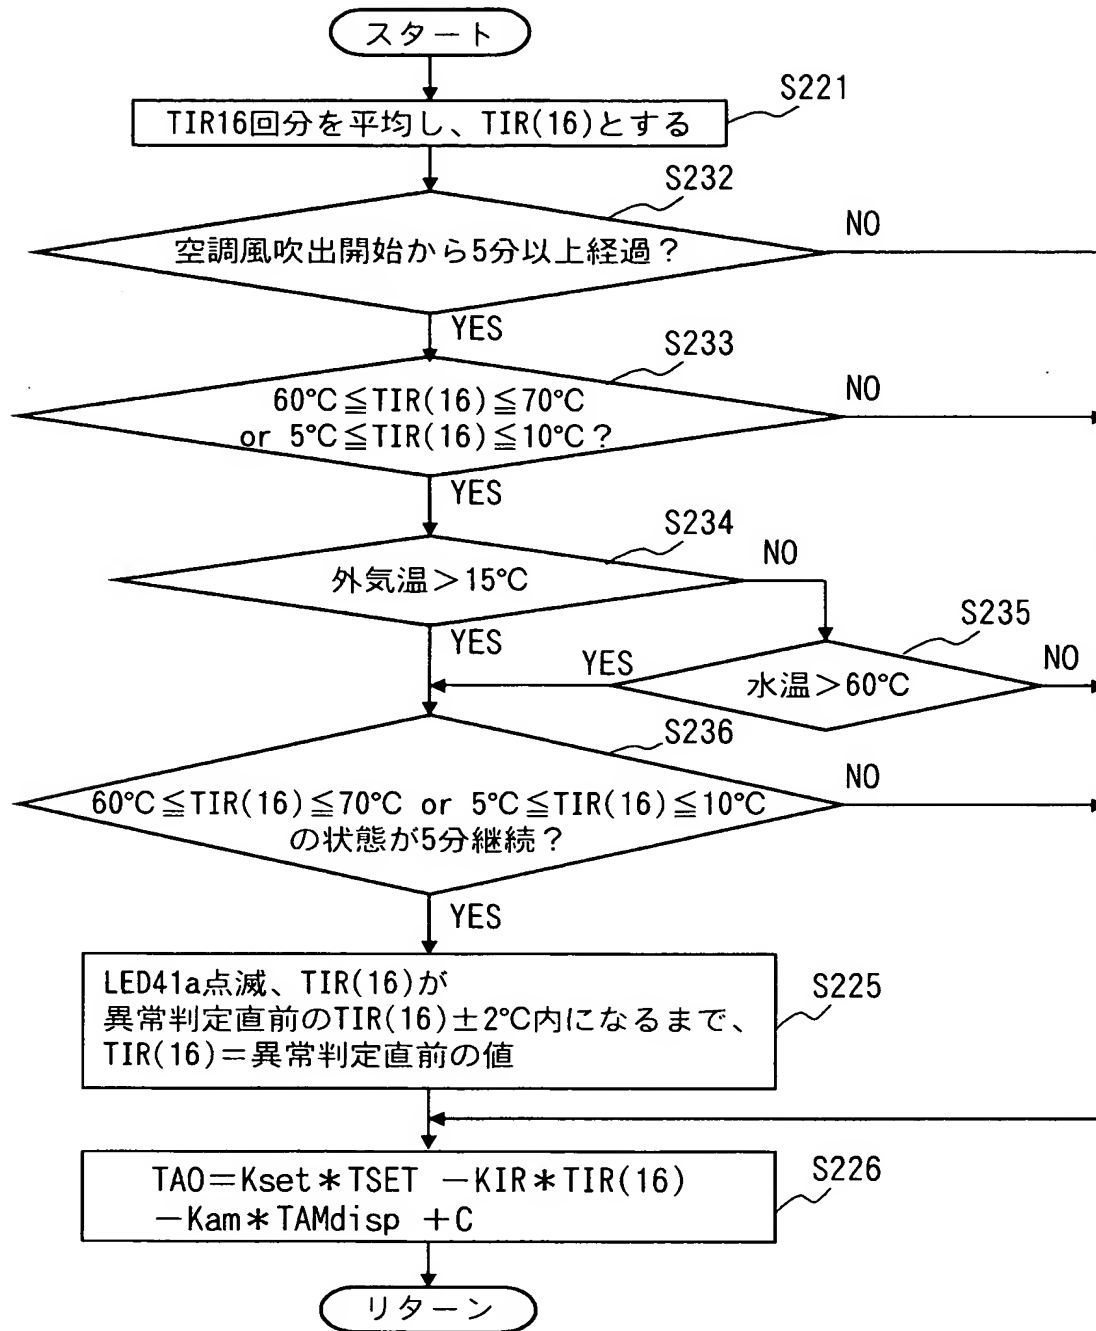 スタート
S221
TIR16回分を平均し、TIR(16)とする
S232
空調風吹出開始から5分以上経過？
NO
YES
S233
60℃≦TIR(16)≦70℃
or 5℃≦TIR(16)≦10℃？
NO
YES
S234
外気温＞15℃
NO
YES
S235
水温＞60℃
YES
NO
S236
60℃≦TIR(16)≦70℃ or 5℃≦TIR(16)≦10℃
の状態が5分継続？
NO
YES
S225
LED41a点滅、TIR(16)が
異常判定直前のTIR(16)±2℃内になるまで、
TIR(16)＝異常判定直前の値
S226
TAO＝Kset＊TSET －KIR＊TIR(16)
－Kam＊TAMdisp ＋C
リターン